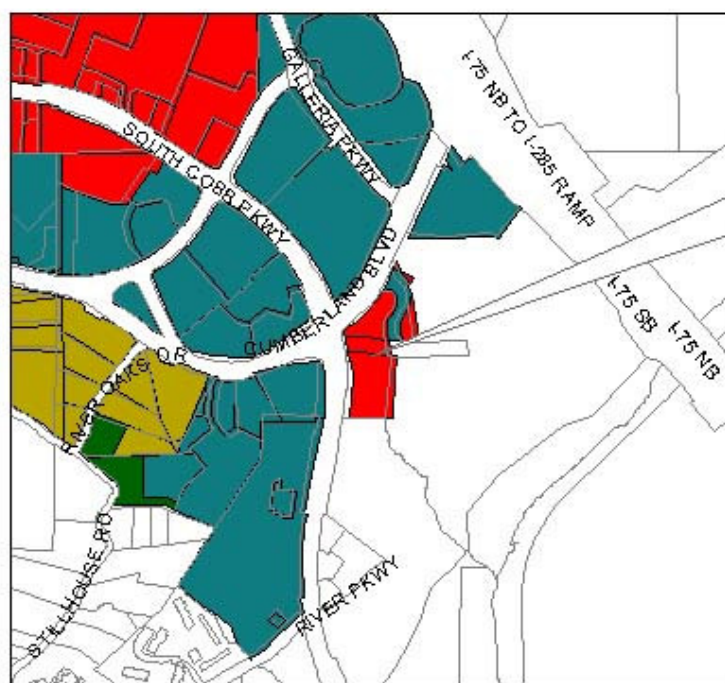 GALLERIA PKWY
I-75 NB TO I-285 RAMP
SOUTH COBB PKWY
CUMBERLAND BLVD
I-75 SB
I-75 NB
RIVER OAKS DR
STILLHOUSE RD
RIVER PKWY